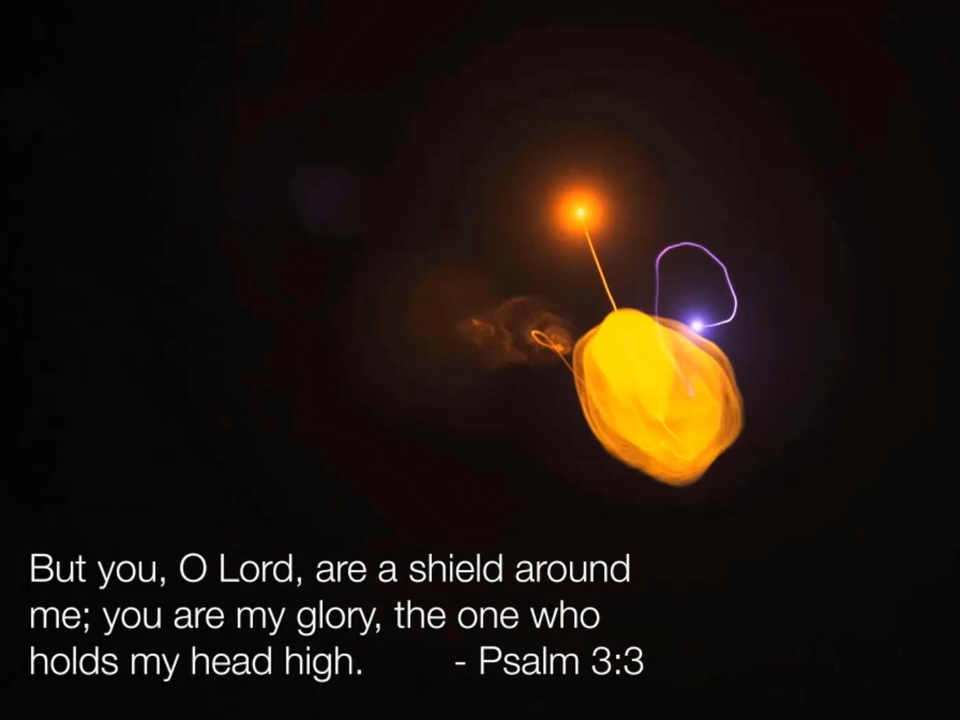 But you, O Lord, are a shield around
me; you are my glory, the one who
holds my head high. - Psalm 3:3